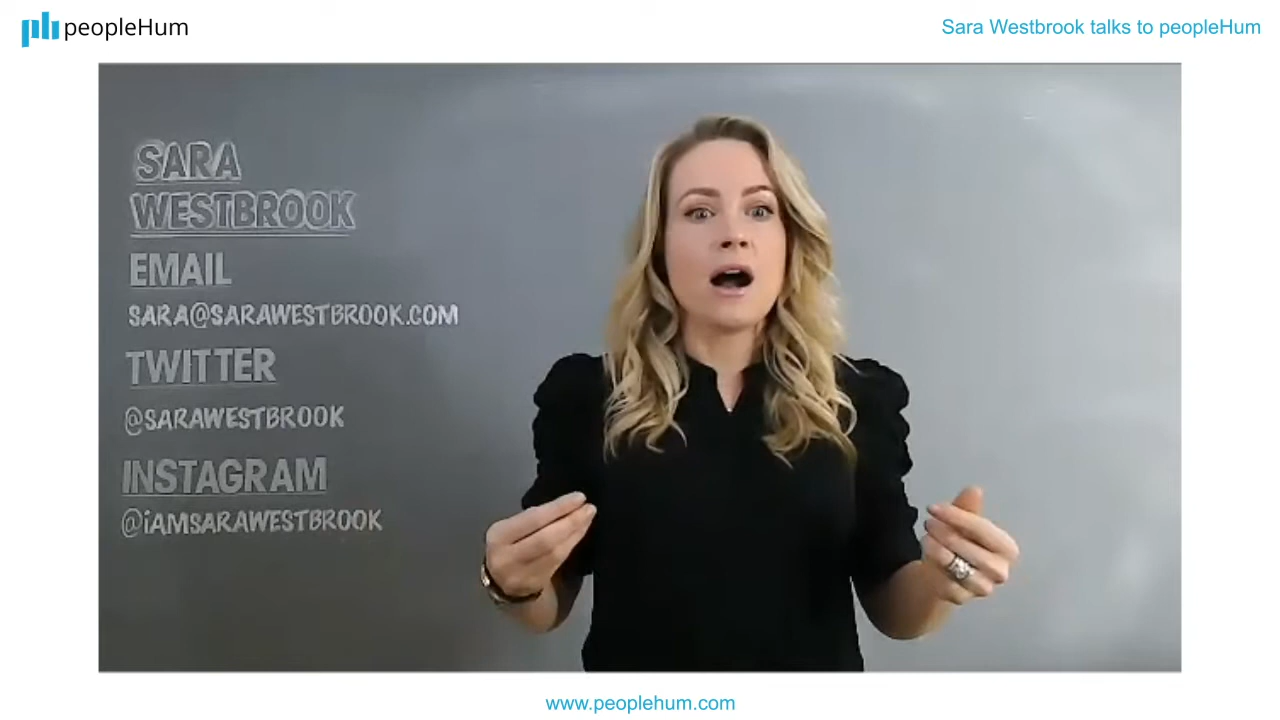 peopleHum
Sara Westbrook talks to peopleHum
SARA
WESTBROOK
EMAIL
SARA@SARAWESTBROOK.COM
TWITTER
@SARAWESTBROOK
INSTAGRAM
@iAMSARAWESTBROOK
www.peoplehum.com